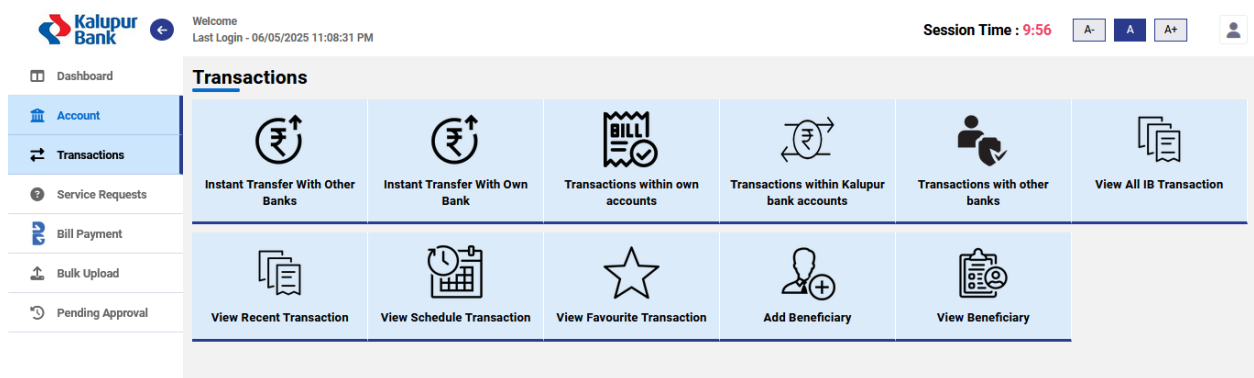 Kalupur
Bank
Welcome
Last Login - 06/05/2025 11:08:31 PM
Session Time : 9:56
A-
A
A+
Dashboard
Account
Transactions
Service Requests
Bill Payment
Bulk Upload
Pending Approval
Transactions
Instant Transfer With Other
Banks
Instant Transfer With Own
Bank
BILL
Transactions within own
accounts
Transactions within Kalupur
bank accounts
Transactions with other
banks
View All IB Transaction
View Recent Transaction
View Schedule Transaction
View Favourite Transaction
Add Beneficiary
View Beneficiary